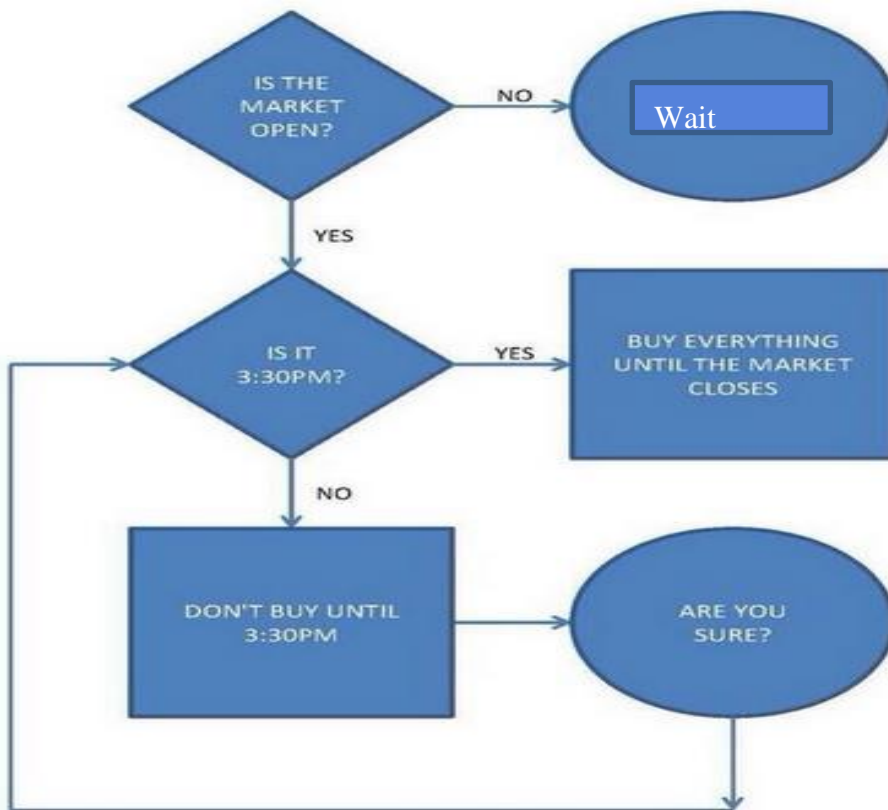 IS THE
MARKET
OPEN?
NO
Wait
YES
IS IT
3:30PM?
YES
BUY EVERYTHING
UNTIL THE MARKET
CLOSES
NO
DON'T BUY UNTIL
3:30PM
ARE YOU
SURE?